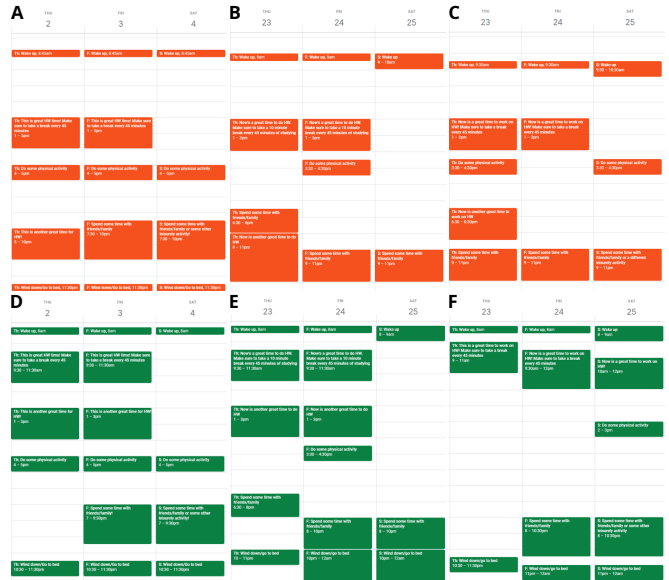 A
THU
2
FRI
3
SAT
4
Th: Wake up, 8:45am
F: Wake up, 8:45am
S: Wake up, 8:45am
Th: This is great HW time! Make
sure to take a break every 45
minutes
1 – 3pm
F: This is great HW time! Make sure
to take a break every 45 minutes
1 – 3pm
Th: Do some physical activity
4 – 5pm
F: Do some physical activity
4 – 5pm
S: Do some physical activity
4 – 5pm
Th: This is another great time for
HW
F: Spend some time with
friends/family
7:30 – 10pm
S: Spend some time with
friends/family or some other
leisurely activity!
7:30 – 10pm
Th: Wind down/Go to bed, 11:30pm
F: Wind down/Go to bed, 11:30pm
S: Wind down/Go to bed, 11:30pm
B
THU
23
FRI
24
SAT
25
Th: Wake up, 9am
F: Wake up, 9am
S: Wake up
9 – 10am
Th: Now's a great time to do HW.
Make sure to take a 10 minute
break every 45 minutes of studying
1 – 3pm
F: Now's a great time to do HW.
Make sure to take a 10 minute
break every 45 minutes of studying
1 – 3pm
F: Do some physical activity
3:30 – 4:30pm
Th: Spend some time with
friends/family
6:30 – 8pm
Th: Now is another good time to do
HW
8 – 11pm
F: Spend some time with
friends/family
9 – 11pm
S: Spend some time with
friends/family
9 – 11pm
C
THU
23
FRI
24
SAT
25
Th: Wake up, 9:30am
F: Wake up, 9:30am
S: Wake up
9:30 – 10:30am
Th: Now is a great time to work on
HW! Make sure to take a break
every 45 minutes
1 – 3pm
F: Now is a great time to work on
HW! Make sure to take a break
every 45 minutes
1 – 3pm
Th: Do some physical activity
3:30 – 4:30pm
S: Do some physical activity
3:30 – 4:30pm
Th: Now is another great time to
work on HW
6:30 – 8:30pm
Th: Spend some time with
friends/family
9 – 11pm
F: Spend some time with
friends/family
9 – 11pm
S: Spend some time with
friends/family or a different
leisurely activity
9 – 11pm
D
THU
2
FRI
3
SAT
4
Th: Wake up, 8am
F: Wake up, 8am
S: Wake up, 8am
Th: This is great HW time! Make
sure to take a break every 45
minutes
9:30 – 11:30am
F: This is great HW time! Make sure
to take a break every 45 minutes
9:30 – 11:30am
Th: This is another great time for
HW!
1 – 3pm
F: This is another great time for HW!
1 – 3pm
Th: Do some physical activity
4 – 5pm
F: Do some physical activity
4 – 5pm
S: Do some physical activity
4 – 5pm
F: Spend some time with
friends/family!
7 – 9:30pm
S: Spend some time with
friends/family or some other
leisurely activity!
7 – 9:30pm
Th: Wind down/Go to bed
10:30 – 11:30pm
F: Wind down/Go to bed
10:30 – 11:30pm
S: Wind down/Go to bed
10:30 – 11:30pm
E
THU
23
FRI
24
SAT
25
Th: Wake up, 8am
F: Wake up, 8am
S: Wake up
8 – 9am
Th: Now's a great time to do HW.
Make sure to take a 10 minute
break every 45 minutes of studying
9:30 – 11:30am
F: Now's a great time to do HW.
Make sure to take a 10 minute
break every 45 minutes of studying
9:30 – 11:30am
Th: Now is another great time to do
HW
1 – 3pm
F: Now is another great time to do
HW
1 – 3pm
F: Do some physical activity
3:30 – 4:30pm
Th: Spend some time with
friends/family
6:30 – 8pm
F: Spend some time with
friends/family
8 – 10pm
S: Spend some time with
friends/family
8 – 10pm
Th: Wind down/go to bed
10 – 11pm
F: Wind down/go to bed
10pm – 12am
S: Wind down/go to bed
10pm – 12am
F
THU
23
FRI
24
SAT
25
Th: Wake up, 8am
F: Wake up, 8am
S: Wake up
8 – 9am
Th: This is a great time to work on
HW! Make sure to take a break
every 45 minutes
9 – 11am
F: Now is a great time to work on
HW! Make sure to take a break
every 45 minutes
9:30am – 12pm
S: Now is a great time to work on
HW!
10am – 12pm
S: Do some physical activity
2 – 3pm
F: Spend some time with
friends/family
8 – 10:30pm
S: Spend some time with
friends/family or some other
leisurely activity
8 – 10:30pm
Th: Wind down/go to bed
10:30 – 11:30pm
F: Wind down/go to bed
11pm – 12am
S: Wind down/go to bed
11pm – 12am